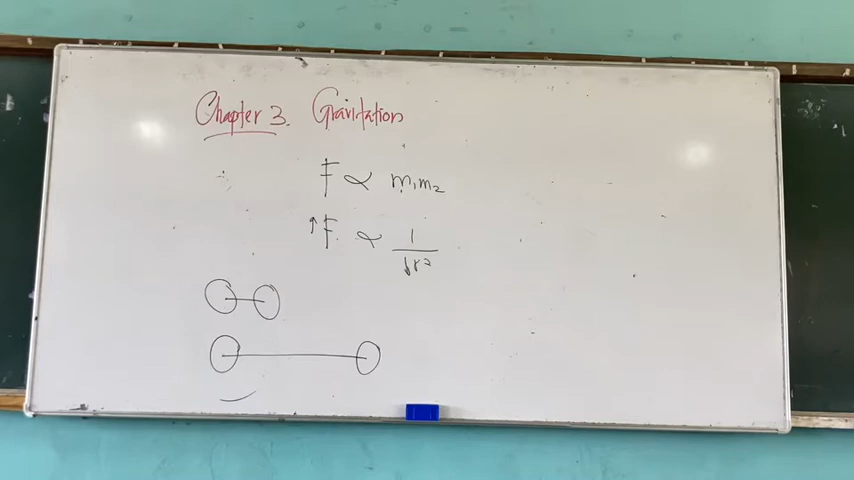 Chapter 3. Gravitation
F ∝ m₁m₂
↑F ∝ 1/↓r²